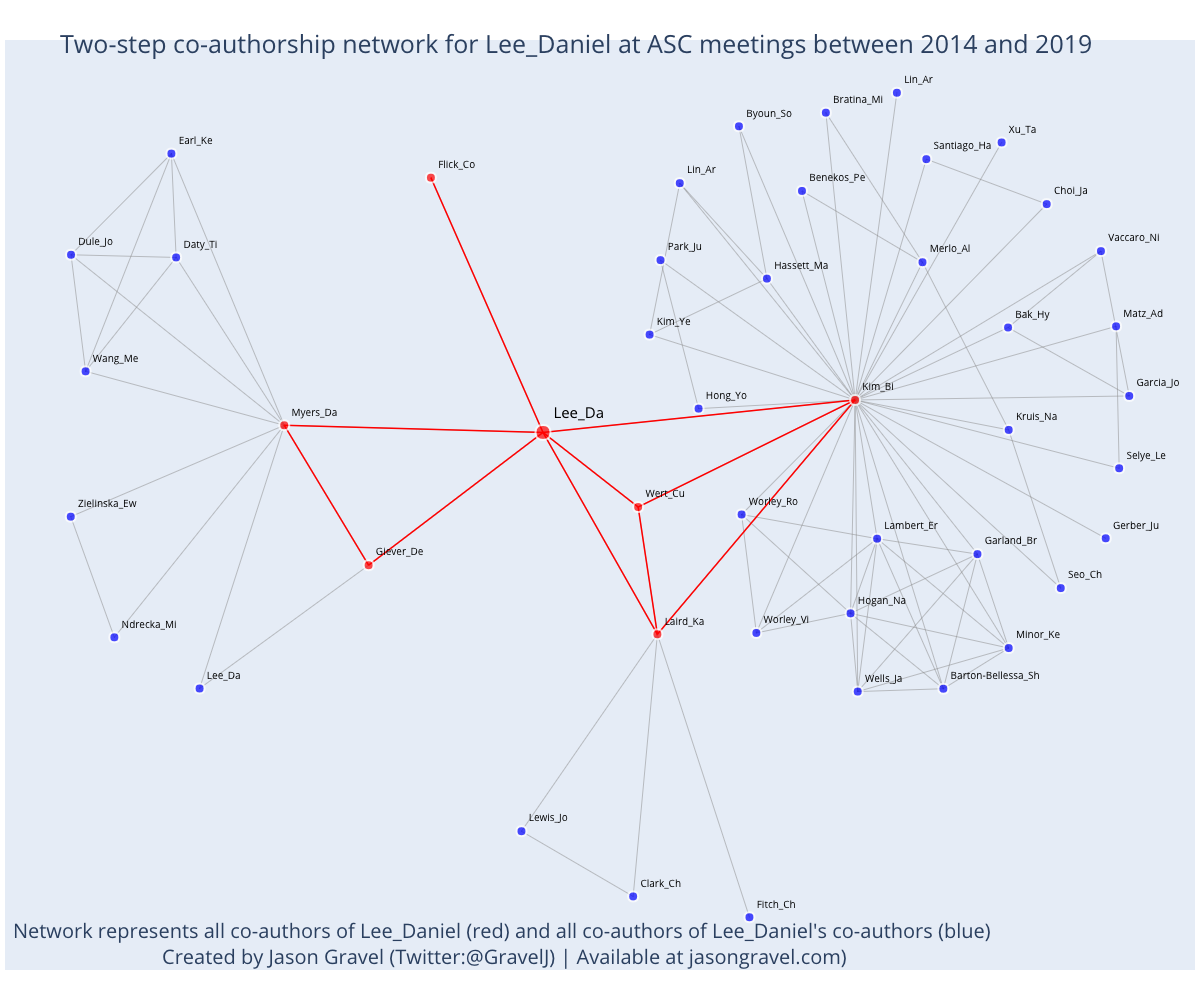 Two-step co-authorship network for Lee_Daniel at ASC meetings between 2014 and 2019
Lin_Ar
Bratina_Mi
Byoun_So
Xu_Ta
Earl_Ke
Santiago_Ha
Flick_Co
Lin_Ar
Benekos_Pe
Choi_Ja
Dule_Jo
Daty_Ti
Park_Ju
Merlo_Al
Vaccaro_Ni
Hassett_Ma
Kim_Ye
Bak_Hy
Matz_Ad
Wang_Me
Kim_Bi
Garcia_Jo
Hong_Yo
Myers_Da
Lee_Da
Kruis_Na
Selye_Le
Zielinska_Ew
Wert_Cu
Worley_Ro
Lambert_Er
Gerber_Ju
Garland_Br
Glever_De
Seo_Ch
Hogan_Na
Ndrecka_Mi
Laird_Ka
Worley_Vi
Minor_Ke
Lee_Da
Wells_Ja
Barton-Bellessa_Sh
Lewis_Jo
Clark_Ch
Fitch_Ch
Network represents all co-authors of Lee_Daniel (red) and all co-authors of Lee_Daniel's co-authors (blue)
Created by Jason Gravel (Twitter:@GravelJ) | Available at jasongravel.com)